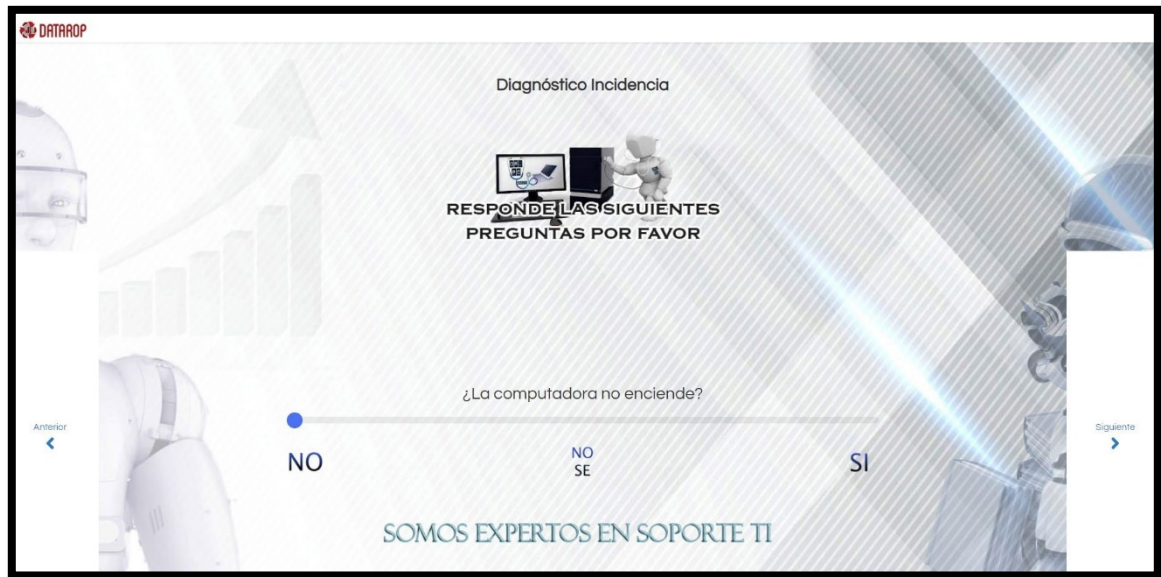 DATAROP
Diagnóstico Incidencia
RESPONDE LAS SIGUIENTES
PREGUNTAS POR FAVOR
¿La computadora no enciende?
Anterior
Siguiente
NO
NO
SE
SI
SOMOS EXPERTOS EN SOPORTE TI